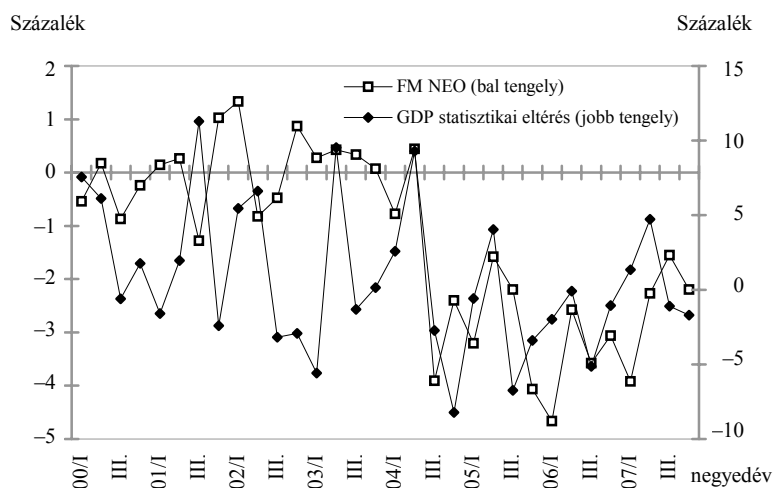 Százalék
Százalék
2
1
0
–1
–2
–3
–4
–5
15
10
5
0
–5
–10
FM NEO (bal tengely)
GDP statisztikai eltérés (jobb tengely)
00/I
III.
01/I
III.
02/I
III.
03/I
III.
04/I
III.
05/I
III.
06/I
III.
07/I
III.
negyedév